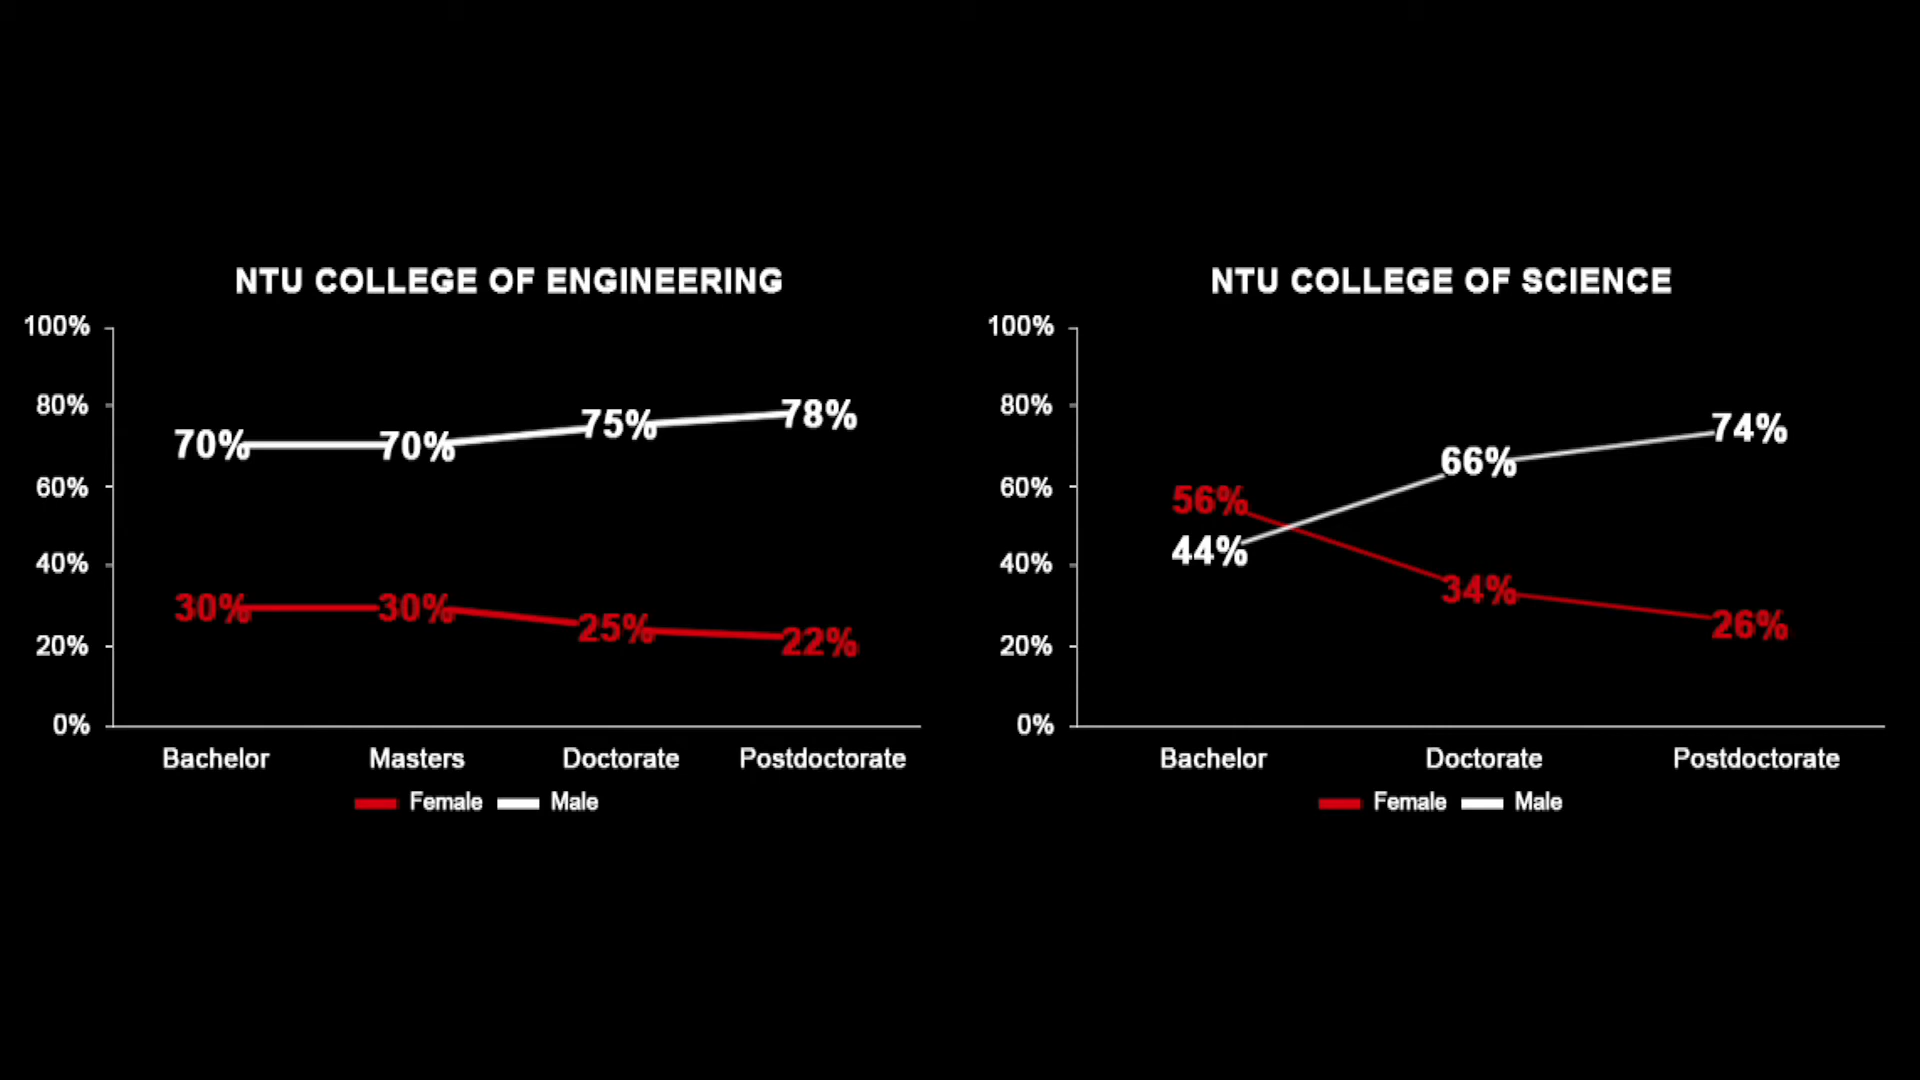 NTU COLLEGE OF ENGINEERING
100%
80%
60%
40%
20%
0%
70% 70% 75% 78%
30% 30% 25% 22%
Bachelor Masters Doctorate Postdoctorate
Female Male
NTU COLLEGE OF SCIENCE
100%
80%
60%
40%
20%
0%
56% 34% 26%
44% 66% 74%
Bachelor Doctorate Postdoctorate
Female Male